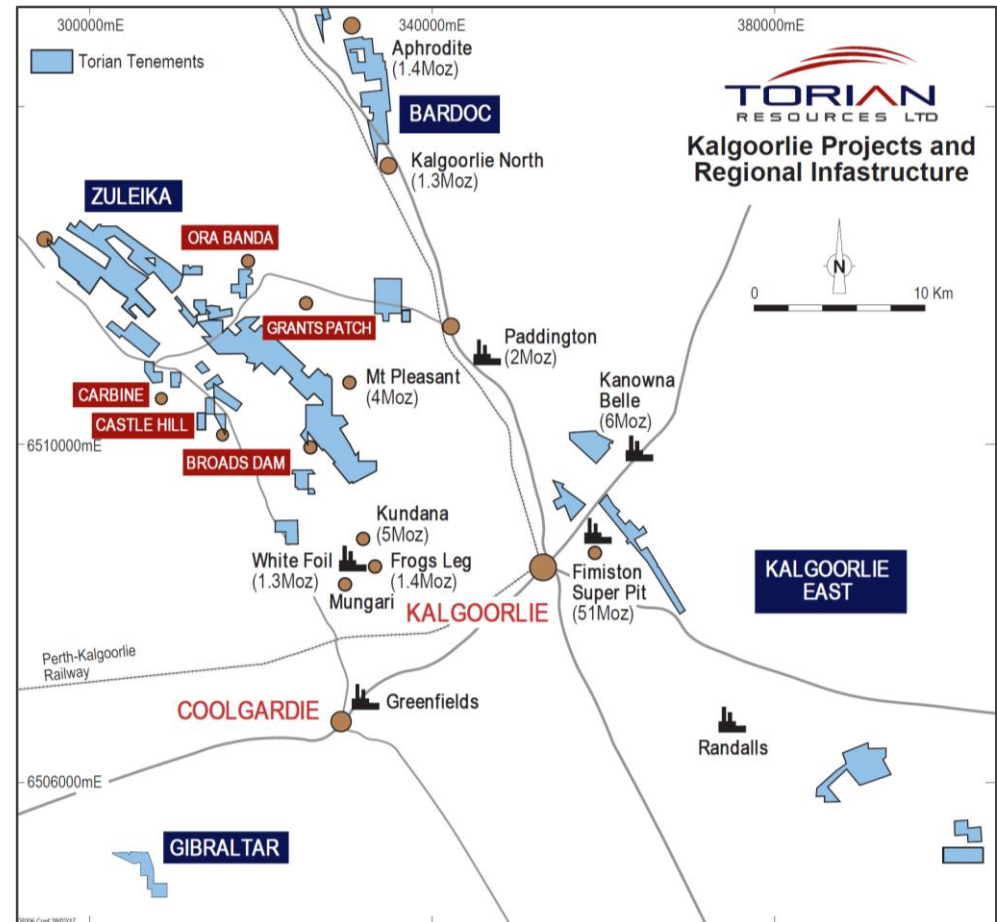 300000mE
340000mE
380000mE
Torian Tenements
Aphrodite
(1.4Moz)
BARDOC
TORIAN
RESOURCES LTD
Kalgoorlie Projects and
Regional Infastructure
Kalgoorlie North
(1.3Moz)
ZULEIKA
ORA BANDA
N
0
10 Km
GRANTS PATCH
Paddington
(2Moz)
Mt Pleasant
(4Moz)
Kanowna
Belle
(6Moz)
CARBINE
CASTLE HILL
6510000mE
BROADS DAM
Kundana
(5Moz)
White Foil
(1.3Moz)
Frogs Leg
(1.4Moz)
Mungari
KALGOORLIE
Fimiston
Super Pit
(51Moz)
KALGOORLIE
EAST
Perth-Kalgoorlie
Railway
COOLGARDIE
Greenfields
Randalls
6506000mE
GIBRALTAR